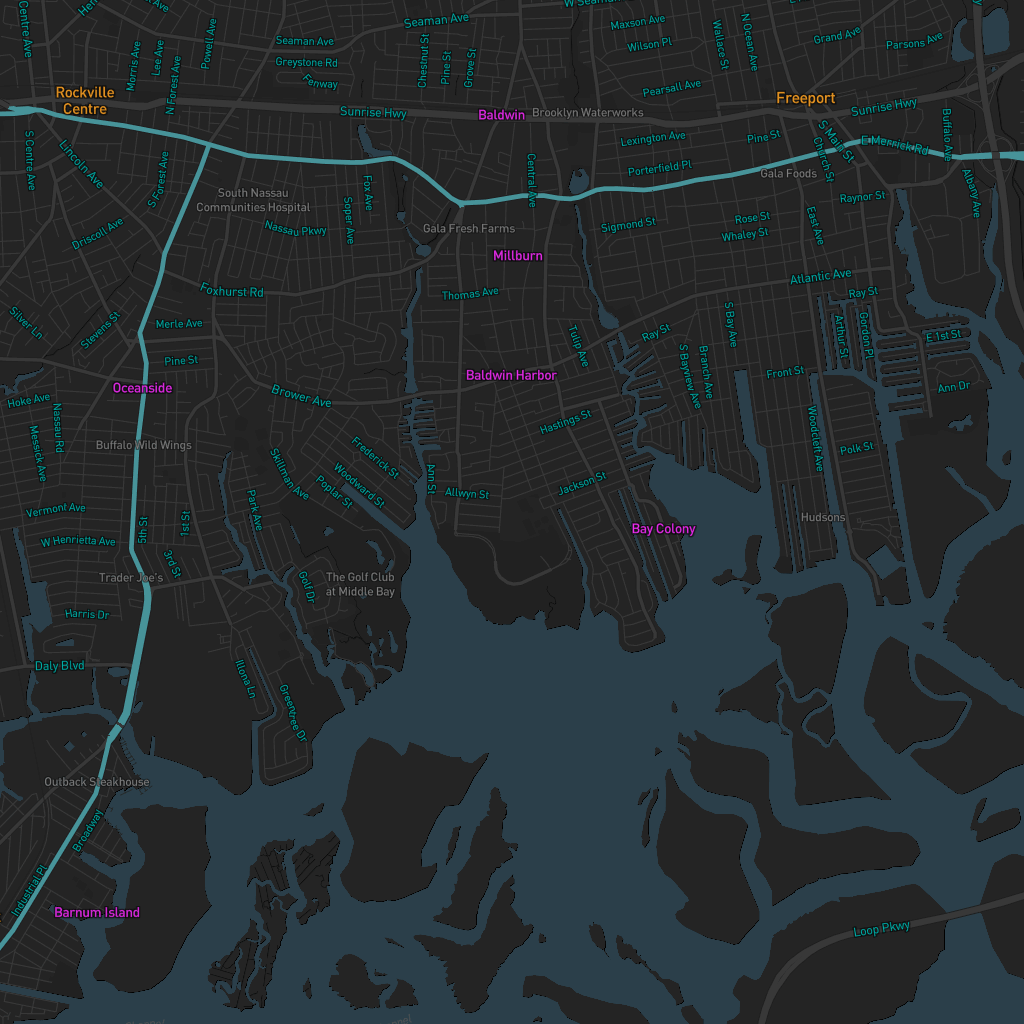 W Seaman
Maxson Ave
Wilson Pl
Wallace St
N Ocean Ave
Grand Ave
Parsons Ave
Seaman Ave
Seaman Ave
Greystone Rd
Fenway
Chestnut St
Pine St
Grove St
Centre Ave
Morris Ave
Lee Ave
N Forest Ave
Powell Ave
Rockville
Centre
Sunrise Hwy
Baldwin
Brooklyn Waterworks
Pearsall Ave
Freeport
Sunrise Hwy
Buffalo Ave
S Main St
Church St
E Merrick Rd
Lexington Ave
Pine St
Porterfield Pl
Gala Foods
Albany Ave
Raynor St
S Centre Ave
Lincoln Ave
S Forest Ave
South Nassau
Communities Hospital
Soper Ave
Fox Ave
Central Ave
Driscoll Ave
Nassau Pkwy
Gala Fresh Farms
Sigmond St
Rose St
Whaley St
East Ave
Millburn
Foxhurst Rd
Thomas Ave
Atlantic Ave
Ray St
Silver Ln
Stevens St
Merle Ave
Tulip Ave
Ray St
S Bay Ave
Arthur St
Gordon Pl
E 1st St
Pine St
Oceanside
Baldwin Harbor
S Bayview Ave
Branch Ave
Front St
Ann Dr
Hoke Ave
Nassau Rd
Messick Ave
Brower Ave
Hastings St
Woodcleft Ave
Buffalo Wild Wings
Frederick St
Woodward St
Poplar St
Skillman Ave
Polk St
Ann St
Allwyn St
Jackson St
Vermont Ave
Park Ave
1st St
5th St
W Henrietta Ave
3rd St
Bay Colony
Hudsons
Trader Joe's
Golf Dr
The Golf Club
at Middle Bay
Harris Dr
Daly Blvd
Illona Ln
Greentree Dr
Outback Steakhouse
Broadway
Industrial Pl
Barnum Island
Loop Pkwy